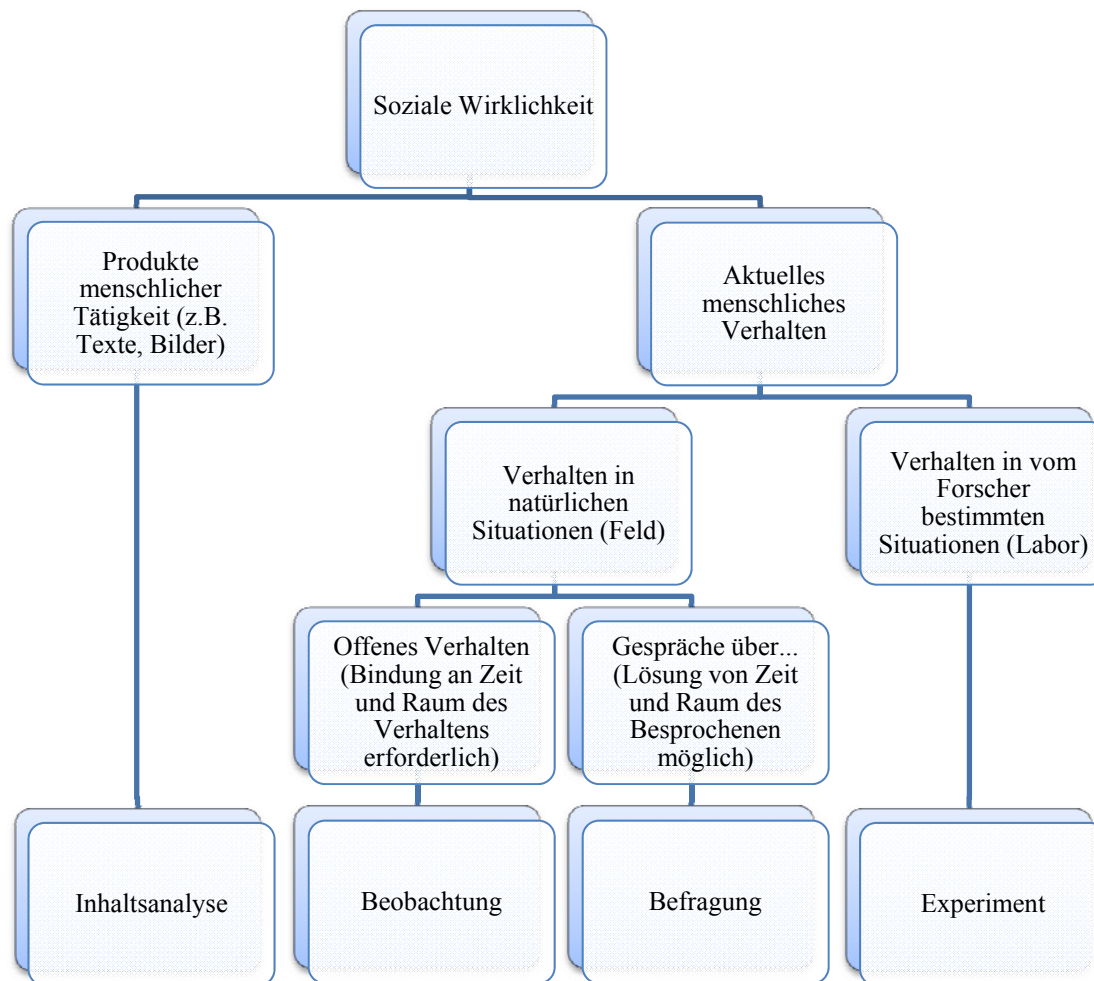 Soziale Wirklichkeit
Produkte
menschlicher
Tätigkeit (z.B.
Texte, Bilder)
Aktuelles
menschliches
Verhalten
Verhalten in
natürlichen
Situationen (Feld)
Verhalten in vom
Forscher
bestimmten
Situationen (Labor)
Offenes Verhalten
(Bindung an Zeit
und Raum des
Verhaltens
erforderlich)
Gespräche über...
(Lösung von Zeit
und Raum des
Besprochenen
möglich)
Inhaltsanalyse
Beobachtung
Befragung
Experiment